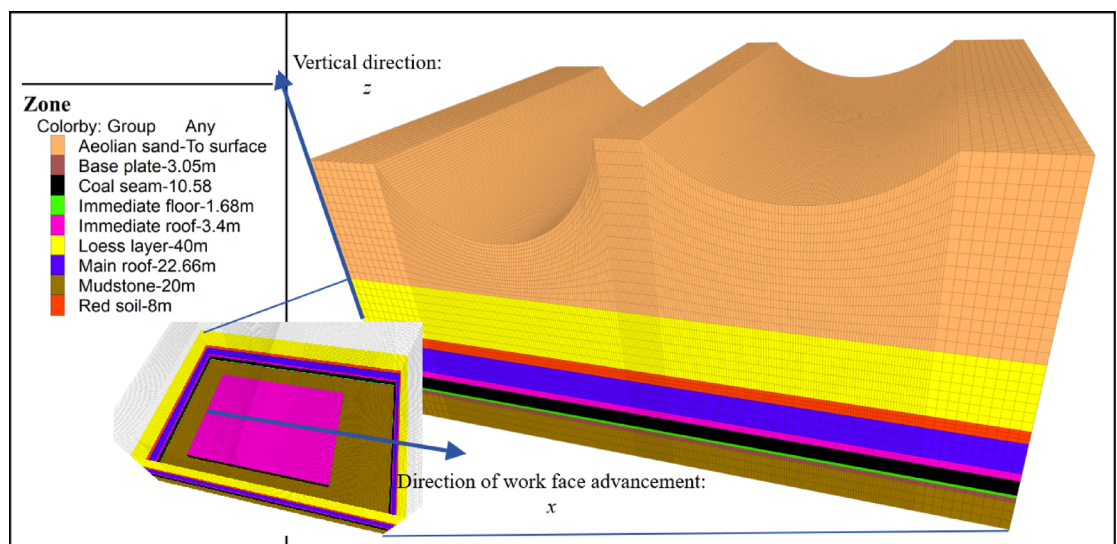 Vertical direction:
z
Zone
Colorby: Group Any
Aeolian sand-To surface
Base plate-3.05m
Coal seam-10.58
Immediate floor-1.68m
Immediate roof-3.4m
Loess layer-40m
Main roof-22.66m
Mudstone-20m
Red soil-8m
Direction of work face advancement:
x